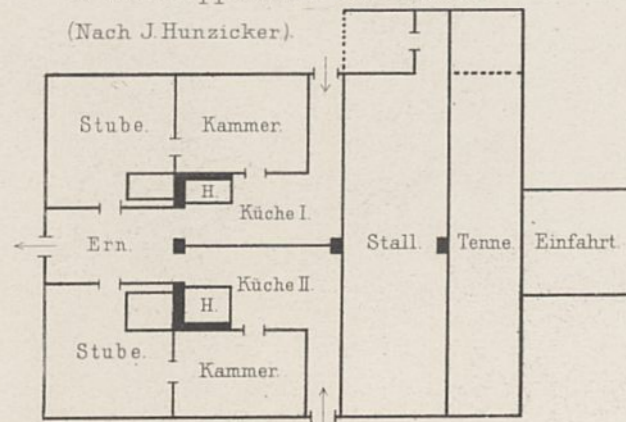 (Nach J. Hunzicker).
Stube. Kammer.
H.
Küche I.
Ern. Stall. Tenne. Einfahrt.
Küche II.
H.
Stube.
Kammer.